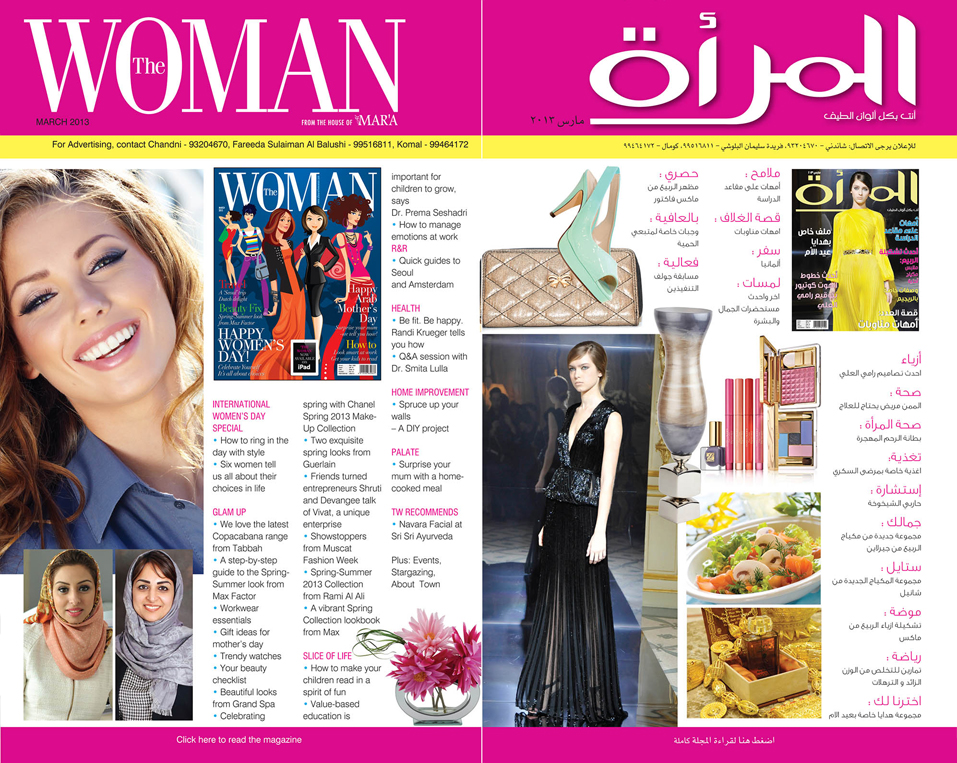 The
WOMAN
MARCH 2013
FROM THE HOUSE OF AL MAR'A
For Advertising, contact Chandni - 93204670, Fareeda Sulaiman Al Balushi - 99516811, Komal - 99464172
The
WOMAN
Beauty Fix
HAPPY
WOMEN'S
DAY!
Happy
Arab
Mother's
Day
How to
iPad
INTERNATIONAL
WOMEN'S DAY
SPECIAL
• How to ring in the
day with style
• Six women tell
us all about their
choices in life
GLAM UP
• We love the latest
Copacabana range
from Tabbah
• A step-by-step
guide to the Spring-
Summer look from
Max Factor
• Workwear
essentials
• Gift ideas for
mother's day
• Trendy watches
• Your beauty
checklist
• Beautiful looks
from Grand Spa
• Celebrating
spring with Chanel
Spring 2013 Make-
Up Collection
• Two exquisite
spring looks from
Guerlain
• Friends turned
entrepreneurs Shruti
and Devangee talk
of Vivat, a unique
enterprise
• Showstoppers
from Muscat
Fashion Week
• Spring-Summer
2013 Collection
from Rami Al Ali
• A vibrant Spring
Collection lookbook
from Max
SLICE OF LIFE
• How to make your
children read in a
spirit of fun
• Value-based
education is
important for
children to grow,
says
Dr. Prema Seshadri
• How to manage
emotions at work
R&R
• Quick guides to
Seoul
and Amsterdam
HEALTH
• Be fit. Be happy.
Randi Krueger tells
you how
• Q&A session with
Dr. Smita Lulla
HOME IMPROVEMENT
• Spruce up your
walls
– A DIY project
PALATE
• Surprise your
mum with a home-
cooked meal
TW RECOMMENDS
• Navara Facial at
Sri Sri Ayurveda
Plus: Events,
Stargazing,
About Town
Click here to read the magazine
المرأة
أنت بكل ألوان الطيف
مارس ٢٠١٢
للإعلان يرجى الاتصال: شاندني - ٩٣٢٠٤٦٧٠، فريدة سليمان البلوشي - ٩٩٥١٦٨١١، كومال - ٩٩٤٦٤١٧٢
المرأة
أمهات
على مقاعد
الدراسة
ملف خاص
بهدايا
عيد الأم
قصة الغلاف
أمهات مناوبات
ملامح :
أمهات على مقاعد
الدراسة
قصة الغلاف :
امهات مناوبات
سفر :
ألمانيا
لمسات :
اخر واحدث
مستحضرات الجمال
والبشرة
حصري :
مظهر الربيع من
ماكس فاكتور
بالعافية :
وجبات خاصة لمتبعي
الحمية
فعالية :
مسابقة جولف
التنفيذيين
أزياء
احدث تصاميم رامي العلي
صحة :
الممن مريض يحتاج للعلاج
صحة المرأة :
بطانة الرحم المهجرة
تغذية:
اغذية خاصة بمرضى السكري
إستشارة :
حاربي الشيخوخة
جمالك :
مجموعة جديدة من مكياج
الربيع من جيرلاين
ستايل :
مجموعة المكياج الجديدة من
شانيل
موضة :
تشكيلة ازياء الربيع من
ماكس
رياضة :
تمارين للتخلص من الوزن
الزائد و الترهلات
اخترنا لك :
مجموعة هدايا خاصة بعيد الأم
اضغط هنا لقراءة المجلة كاملة